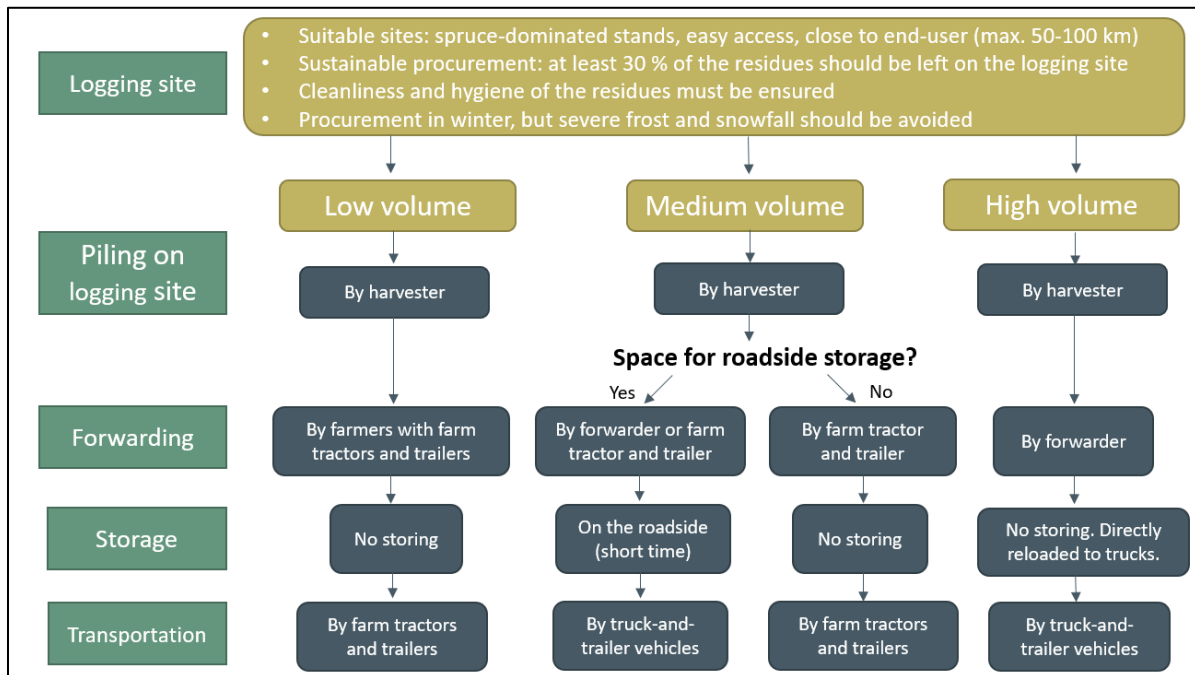 Logging site
• Suitable sites: spruce-dominated stands, easy access, close to end-user (max. 50-100 km)
• Sustainable procurement: at least 30 % of the residues should be left on the logging site
• Cleanliness and hygiene of the residues must be ensured
• Procurement in winter, but severe frost and snowfall should be avoided
Low volume
Medium volume
High volume
Piling on
logging site
By harvester
By harvester
By harvester
Space for roadside storage?
Yes
No
Forwarding
By farmers with farm
tractors and trailers
By forwarder or farm
tractor and trailer
By farm tractor
and trailer
By forwarder
Storage
No storing
On the roadside
(short time)
No storing
No storing. Directly
reloaded to trucks.
Transportation
By farm tractors
and trailers
By truck-and-
trailer vehicles
By farm tractors
and trailers
By truck-and-
trailer vehicles